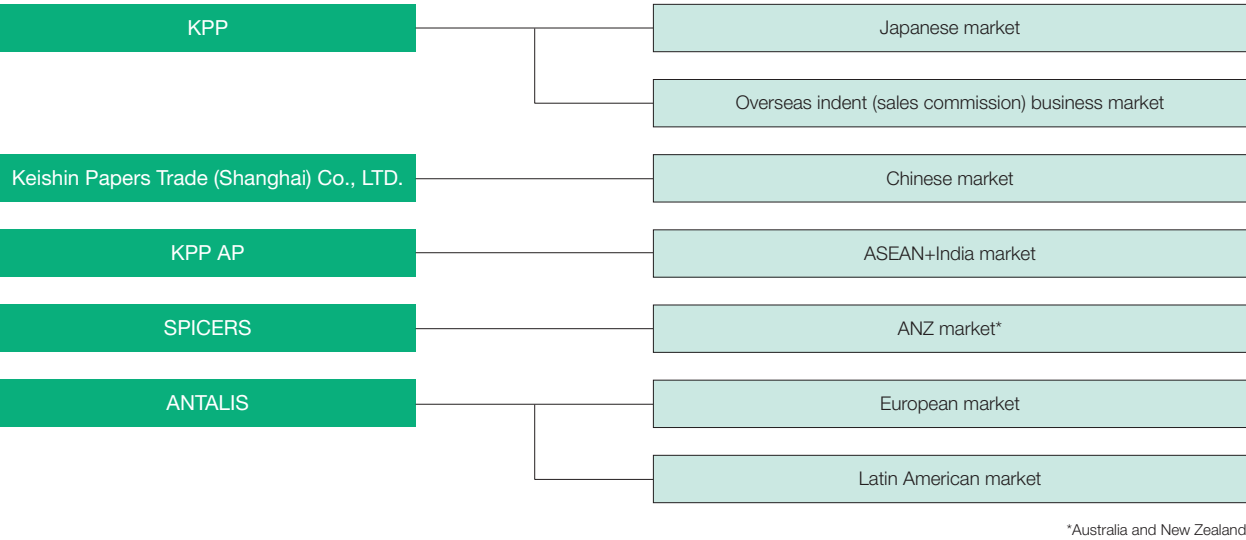 KPP
Japanese market
Overseas indent (sales commission) business market
Keishin Papers Trade (Shanghai) Co., LTD.
Chinese market
KPP AP
ASEAN+India market
SPICERS
ANZ market*
ANTALIS
European market
Latin American market
*Australia and New Zealand